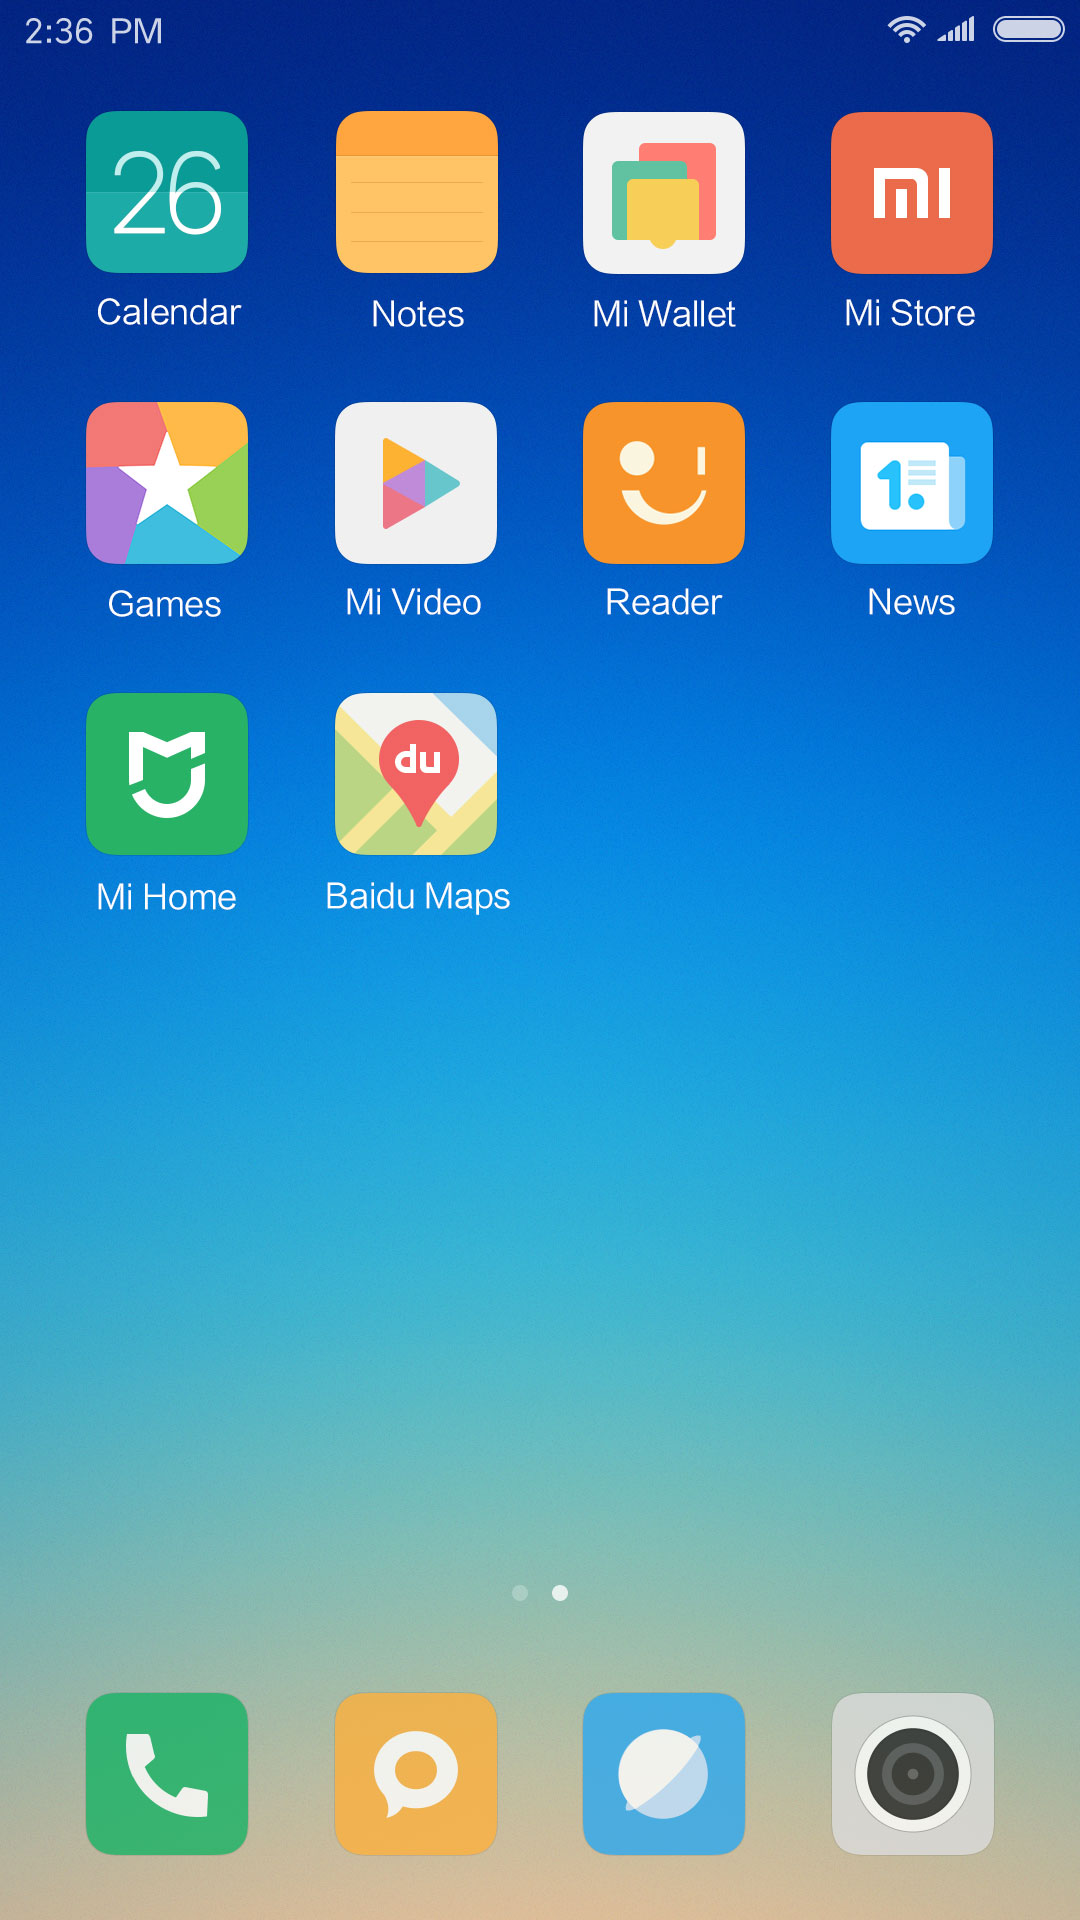 2:36 PM
26
Calendar
Notes
Mi Wallet
mi
Mi Store
Games
Mi Video
Reader
1.
News
Mi Home
du
Baidu Maps